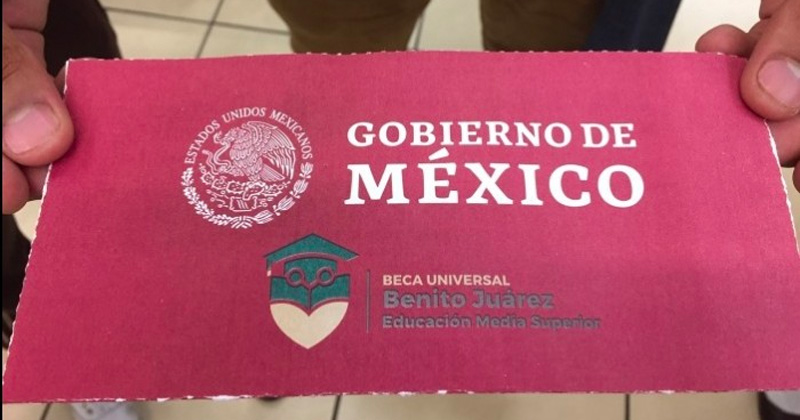 ESTADOS UNIDOS MEXICANOS
GOBIERNO DE
MÉXICO
BECA UNIVERSAL
Benito Juárez
Educación Media Superior